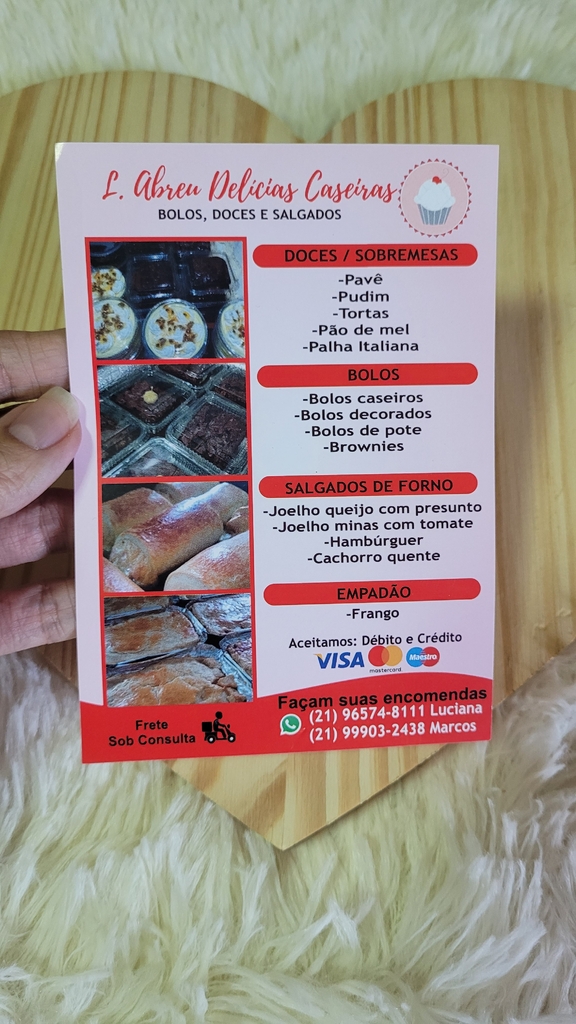 L. Abreu Delícias Caseiras
BOLOS, DOCES E SALGADOS
DOCES / SOBREMESAS
-Pavê
-Pudim
-Tortas
-Pão de mel
-Palha Italiana
BOLOS
-Bolos caseiros
-Bolos decorados
-Bolos de pote
-Brownies
SALGADOS DE FORNO
-Joelho queijo com presunto
-Joelho minas com tomate
-Hambúrguer
-Cachorro quente
EMPADÃO
-Frango
Aceitamos: Débito e Crédito
VISA mastercard Maestro
Frete
Sob Consulta
Façam suas encomendas
(21) 96574-8111 Luciana
(21) 99903-2438 Marcos